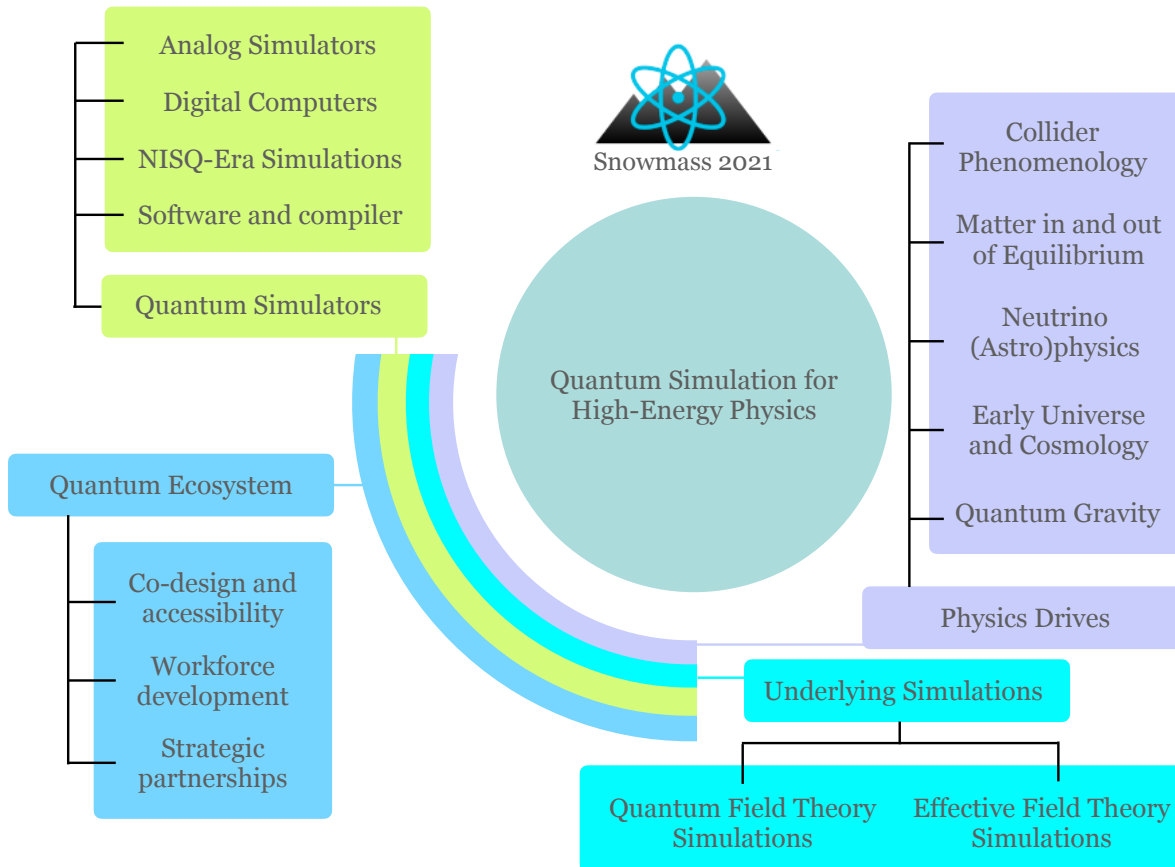 Analog Simulators
Digital Computers
NISQ-Era Simulations
Software and compiler
Quantum Simulators
Snowmass 2021
Quantum Simulation for
High-Energy Physics
Collider
Phenomenology
Matter in and out
of Equilibrium
Neutrino
(Astro)physics
Early Universe
and Cosmology
Quantum Gravity
Physics Drives
Quantum Ecosystem
Co-design and
accessibility
Workforce
development
Strategic
partnerships
Underlying Simulations
Quantum Field Theory
Simulations
Effective Field Theory
Simulations